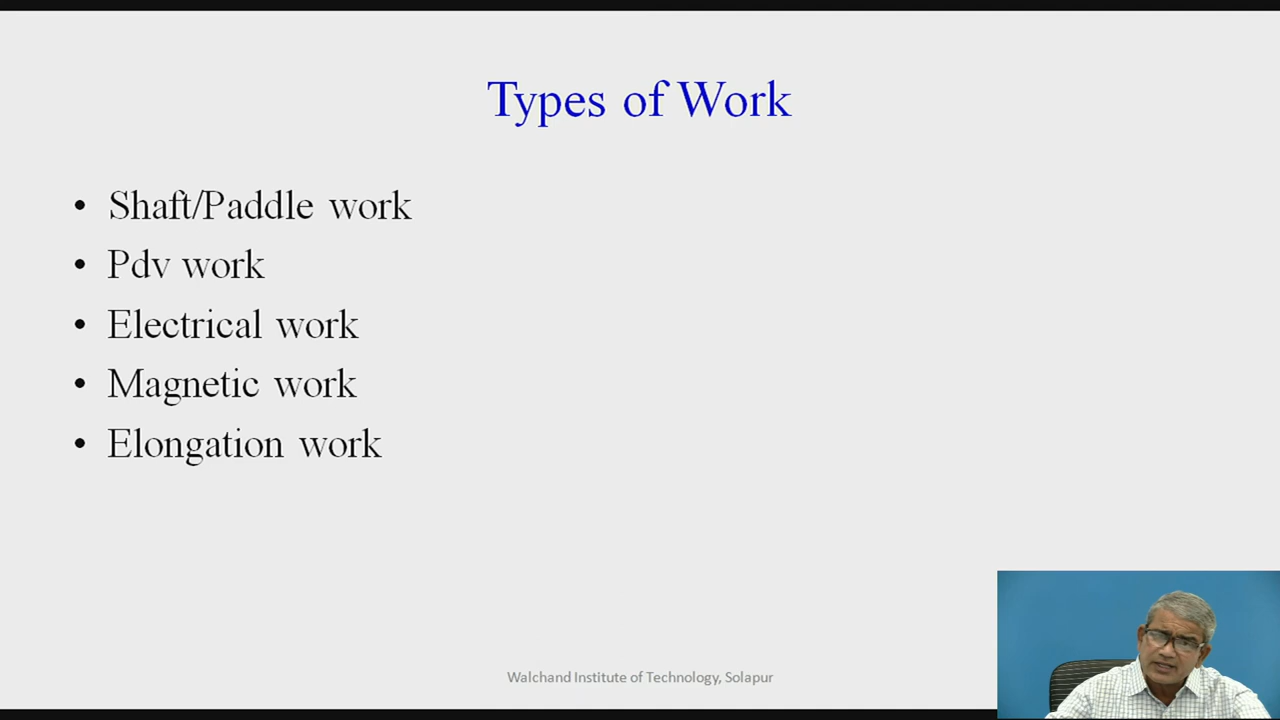 Types of Work
• Shaft/Paddle work
• Pdv work
• Electrical work
• Magnetic work
• Elongation work
Walchand Institute of Technology, Solapur